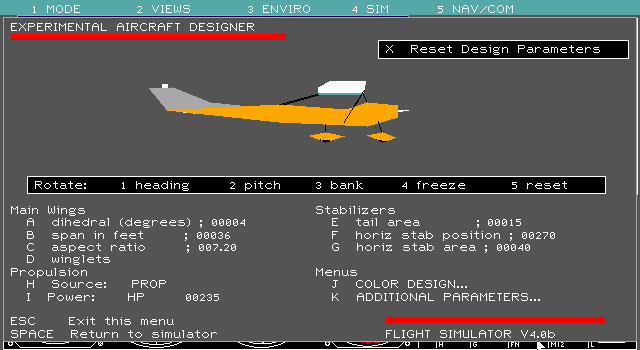 1 MODE 2 VIEWS 3 ENVIRO 4 SIM 5 NAV/COM
EXPERIMENTAL AIRCRAFT DESIGNER
X Reset Design Parameters
Rotate: 1 heading 2 pitch 3 bank 4 freeze 5 reset
Main Wings
A dihedral (degrees) ; 00004
B span in feet ; 00036
C aspect ratio ; 007.20
D winglets
Stabilizers
E tail area ; 00015
F horiz stab position ; 00270
G horiz stab area ; 00040
Propulsion
H Source: PROP
I Power: HP 00235
Menus
J COLOR DESIGN...
K ADDITIONAL PARAMETERS...
ESC Exit this menu
SPACE Return to simulator
FLIGHT SIMULATOR V4.0b